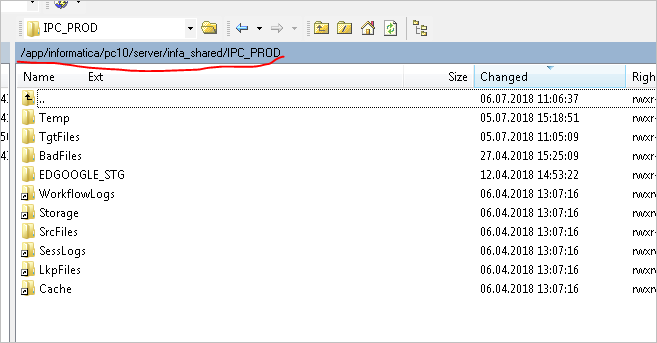 IPC_PROD
/app/informatica/pc10/server/infa_shared/IPC_PROD
Name Ext Size Changed Righ
.. 06.07.2018 11:06:37 rwxr-
Temp 05.07.2018 15:18:51 rwxr-
TgtFiles 05.07.2018 11:05:09 rwxr-
BadFiles 27.04.2018 15:25:09 rwxr-
EDGOOGLE_STG 12.04.2018 14:53:22 rwxr-
WorkflowLogs 06.04.2018 13:07:16 rwxr-
Storage 06.04.2018 13:07:16 rwxr-
SrcFiles 06.04.2018 13:07:16 rwxr-
SessLogs 06.04.2018 13:07:16 rwxr-
LkpFiles 06.04.2018 13:07:16 rwxr-
Cache 06.04.2018 13:07:16 rwxr-